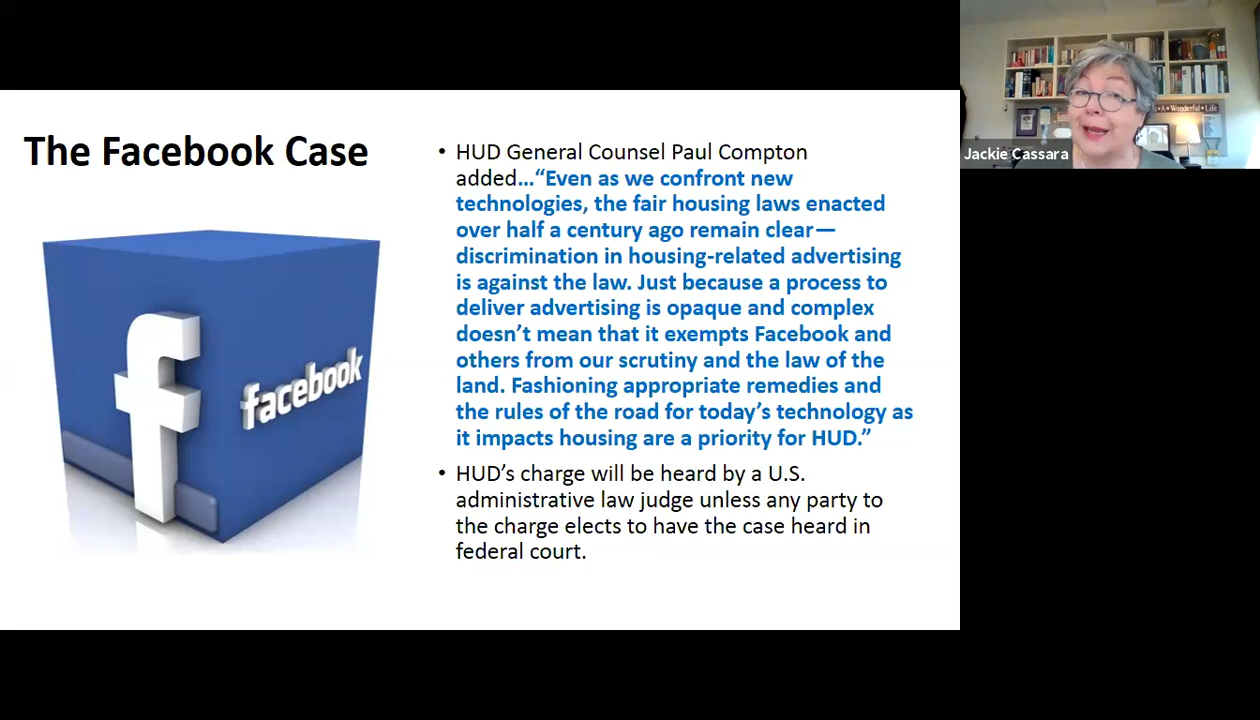 The Facebook Case
facebook
• HUD General Counsel Paul Compton
added…“Even as we confront new
technologies, the fair housing laws enacted
over half a century ago remain clear—
discrimination in housing-related advertising
is against the law. Just because a process to
deliver advertising is opaque and complex
doesn’t mean that it exempts Facebook and
others from our scrutiny and the law of the
land. Fashioning appropriate remedies and
the rules of the road for today’s technology as
it impacts housing are a priority for HUD.”
• HUD’s charge will be heard by a U.S.
administrative law judge unless any party to
the charge elects to have the case heard in
federal court.
A • Wonderful • Life
Jackie Cassara